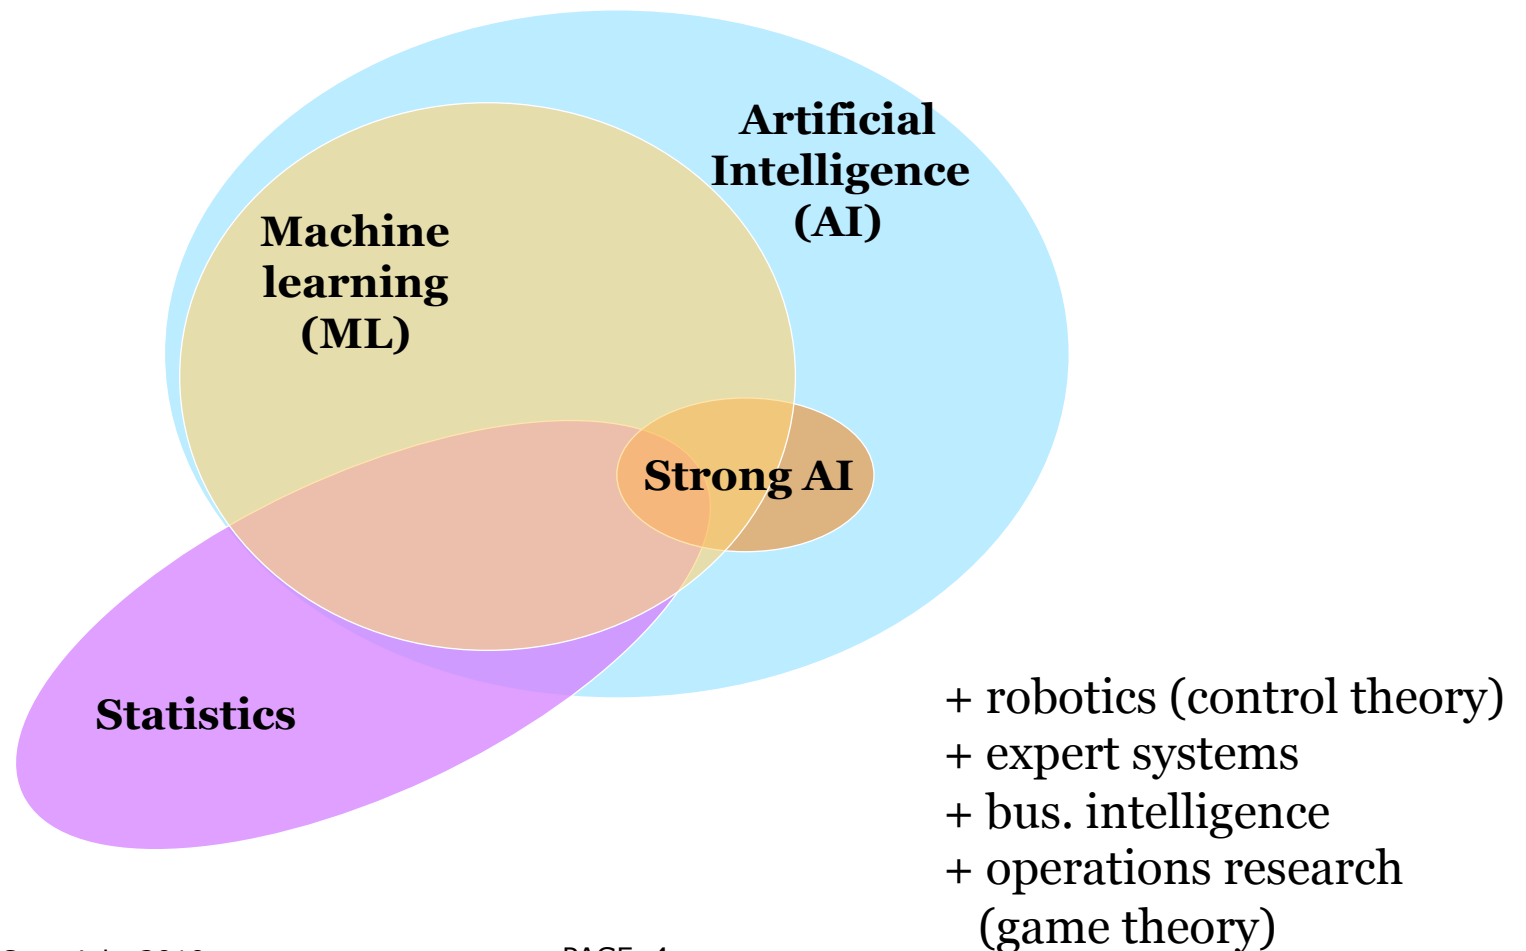 Artificial
Intelligence
(AI)
Machine
learning
(ML)
Strong AI
Statistics
+ robotics (control theory)
+ expert systems
+ bus. intelligence
+ operations research
(game theory)